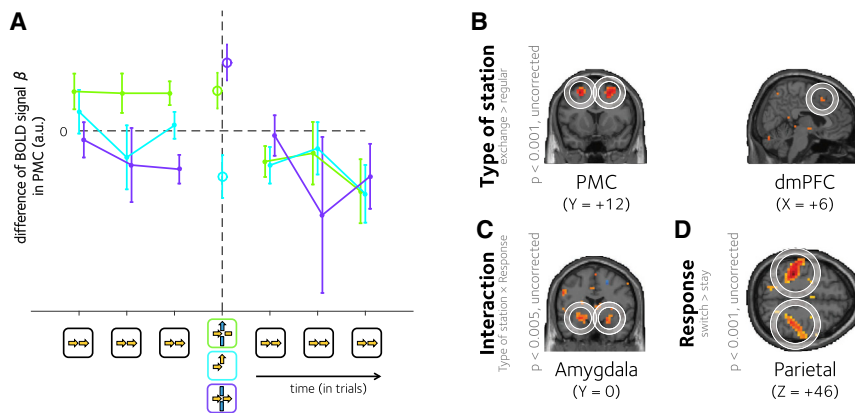 A
difference of BOLD signal β
in PMC (a.u.)
0
time (in trials)
B
Type of station
exchange > regular
p < 0.001, uncorrected
PMC
(Y = +12)
dmPFC
(X = +6)
C
Interaction
Type of station × Response
p < 0.005, uncorrected
Amygdala
(Y = 0)
D
Response
switch > stay
p < 0.001, uncorrected
Parietal
(Z = +46)